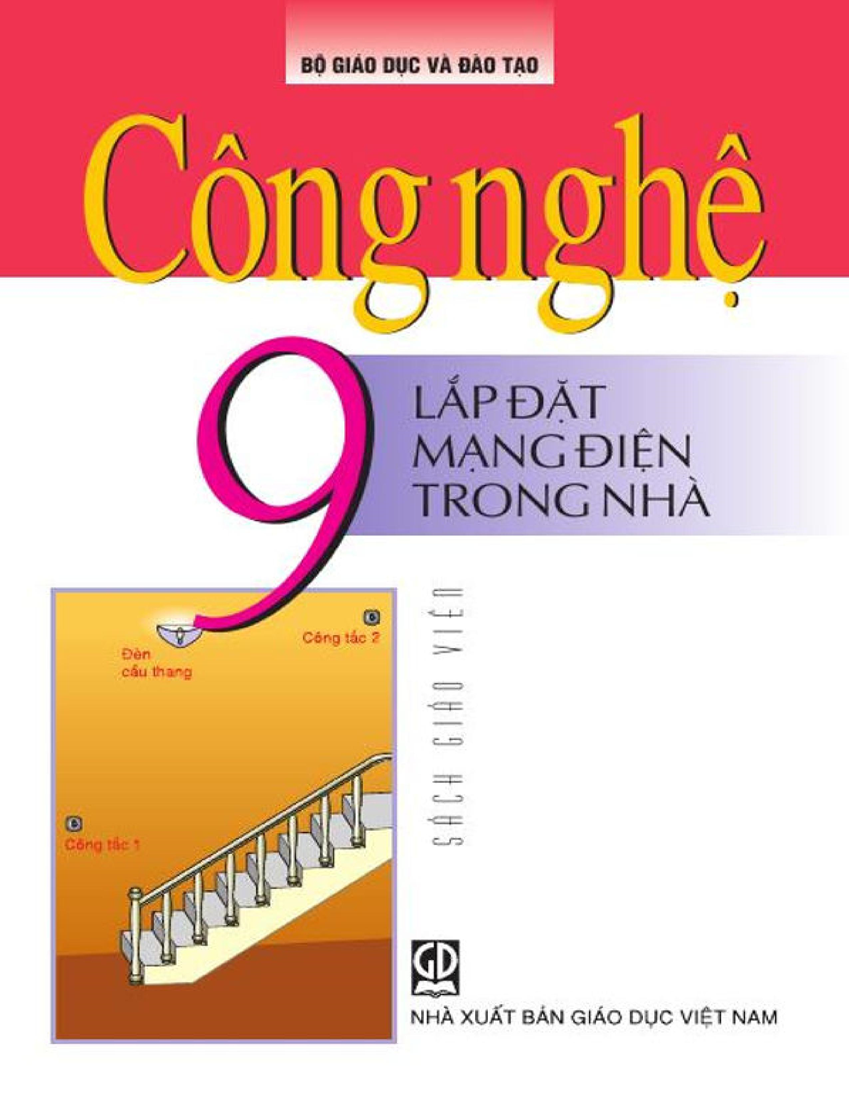 BỘ GIÁO DỤC VÀ ĐÀO TẠO
Công nghệ
9
LẮP ĐẶT
MẠNG ĐIỆN
TRONG NHÀ
Đèn
cầu thang
Công tắc 2
Công tắc 1
SÁCH GIÁO VIÊN
GD
NHÀ XUẤT BẢN GIÁO DỤC VIỆT NAM